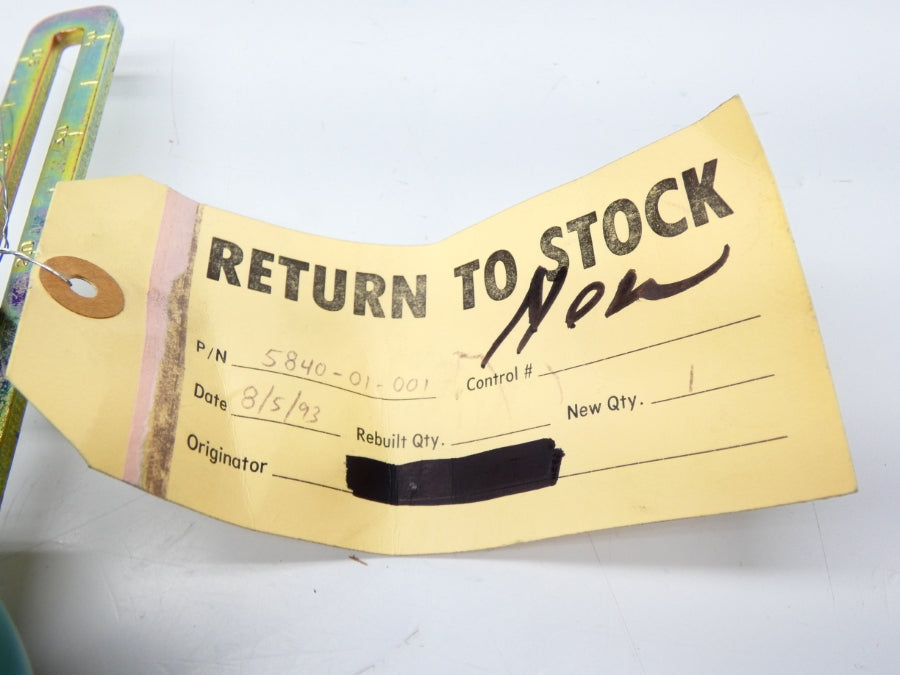 RETURN TO STOCK
New
P/N 5840-01-001 Control #
Date 8/5/93 Rebuilt Qty. New Qty. 1
Originator